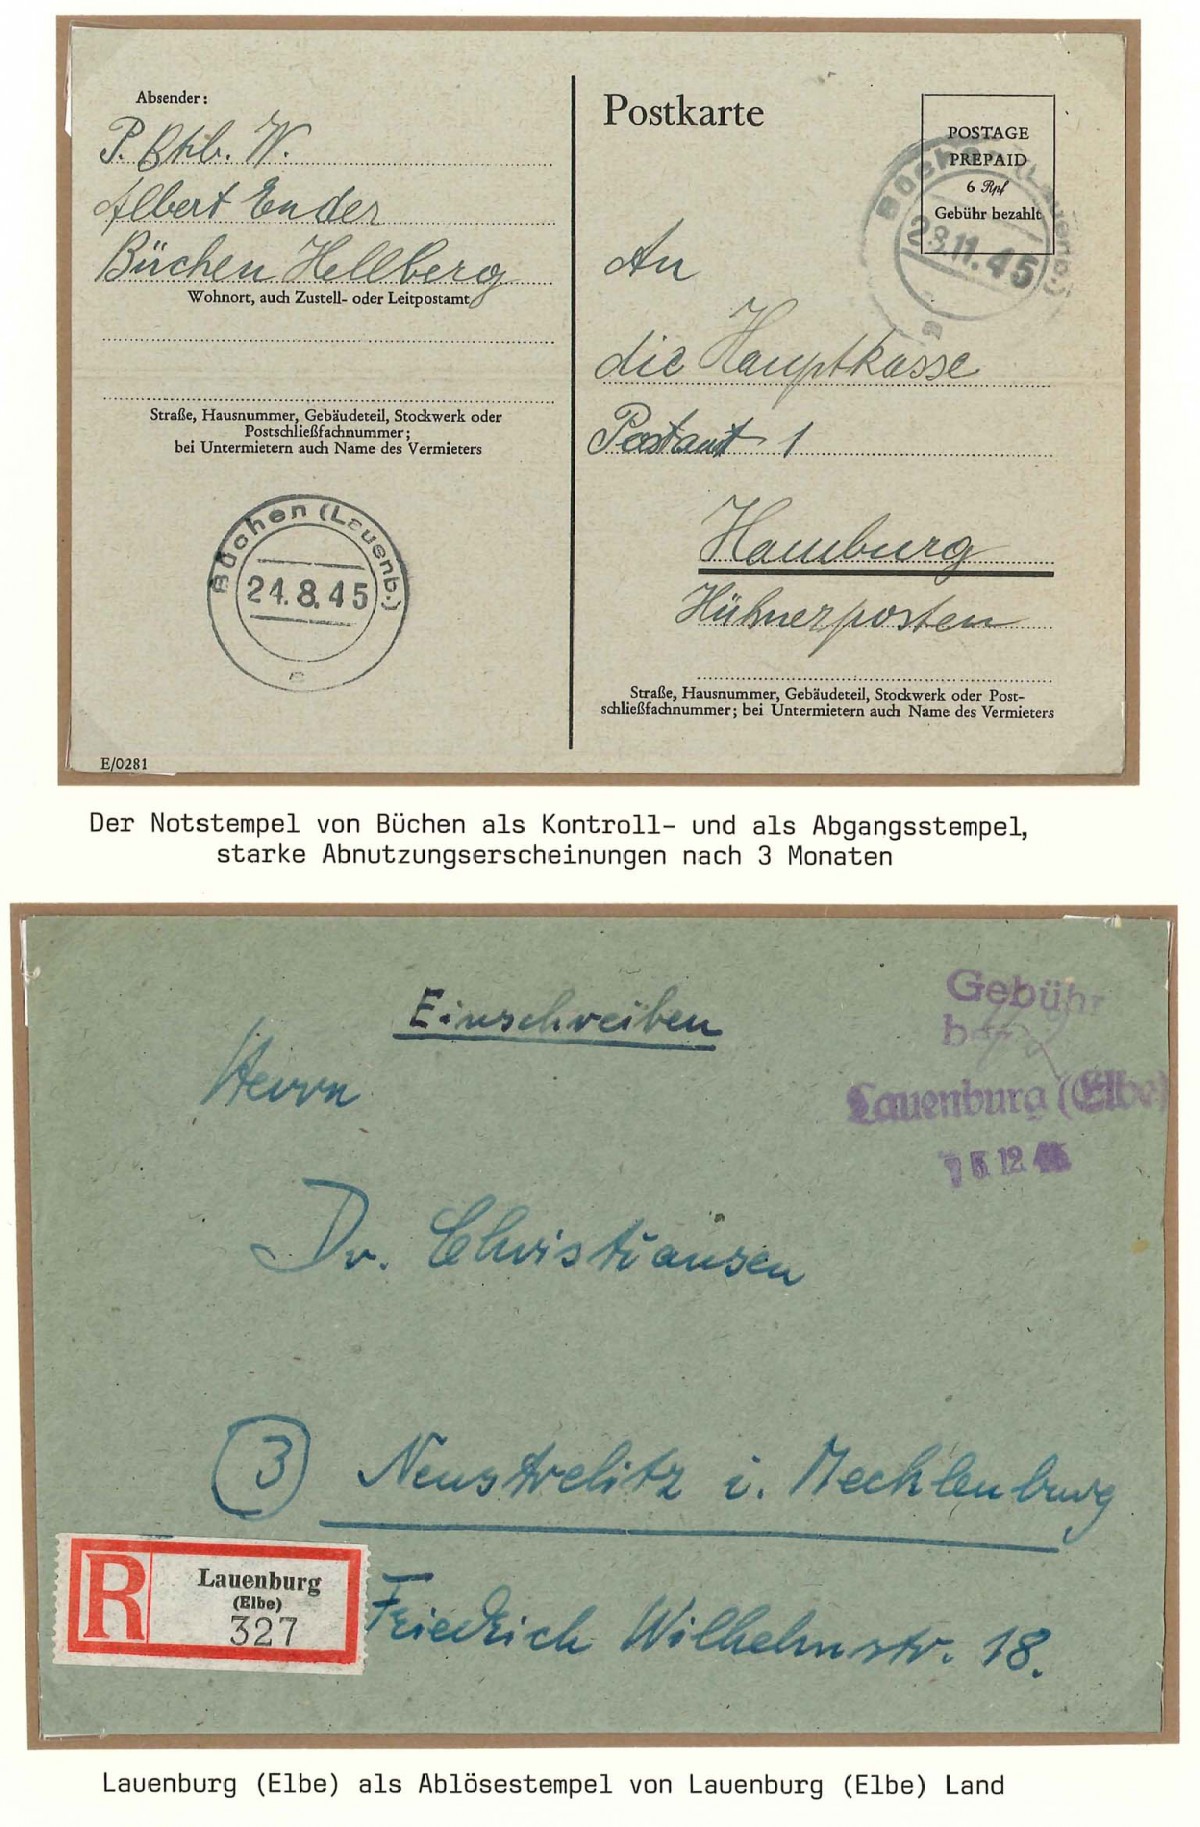 Absender:
P. Bhb. W.
Albert Ender
Büchen Hellberg
Wohnort, auch Zustell- oder Leitpostamt
Straße, Hausnummer, Gebäudeteil, Stockwerk oder
Postschließfachnummer;
bei Untermietern auch Name des Vermieters
Büchen (Lauenb.)
24.8.45
E/0281
Postkarte
POSTAGE
PREPAID
6 Rpf
Gebühr bezahlt
Büchen (Lauenb.)
28.11.45
a
An
die Hauptkasse
Postamt 1
Hamburg
Hühnerposten
Straße, Hausnummer, Gebäudeteil, Stockwerk oder Post-
schließfachnummer; bei Untermietern auch Name des Vermieters
Der Notstempel von Büchen als Kontroll- und als Abgangsstempel,
starke Abnutzungserscheinungen nach 3 Monaten
Einschreiben
Gebühr
Lauenburg (Elbe)
12
Herrn
Dr. Christiansen
3 Neustrelitz i. Mecklenburg
R
Lauenburg
(Elbe)
327
Friedrich Wilhelmstr. 18.
Lauenburg (Elbe) als Ablösestempel von Lauenburg (Elbe) Land